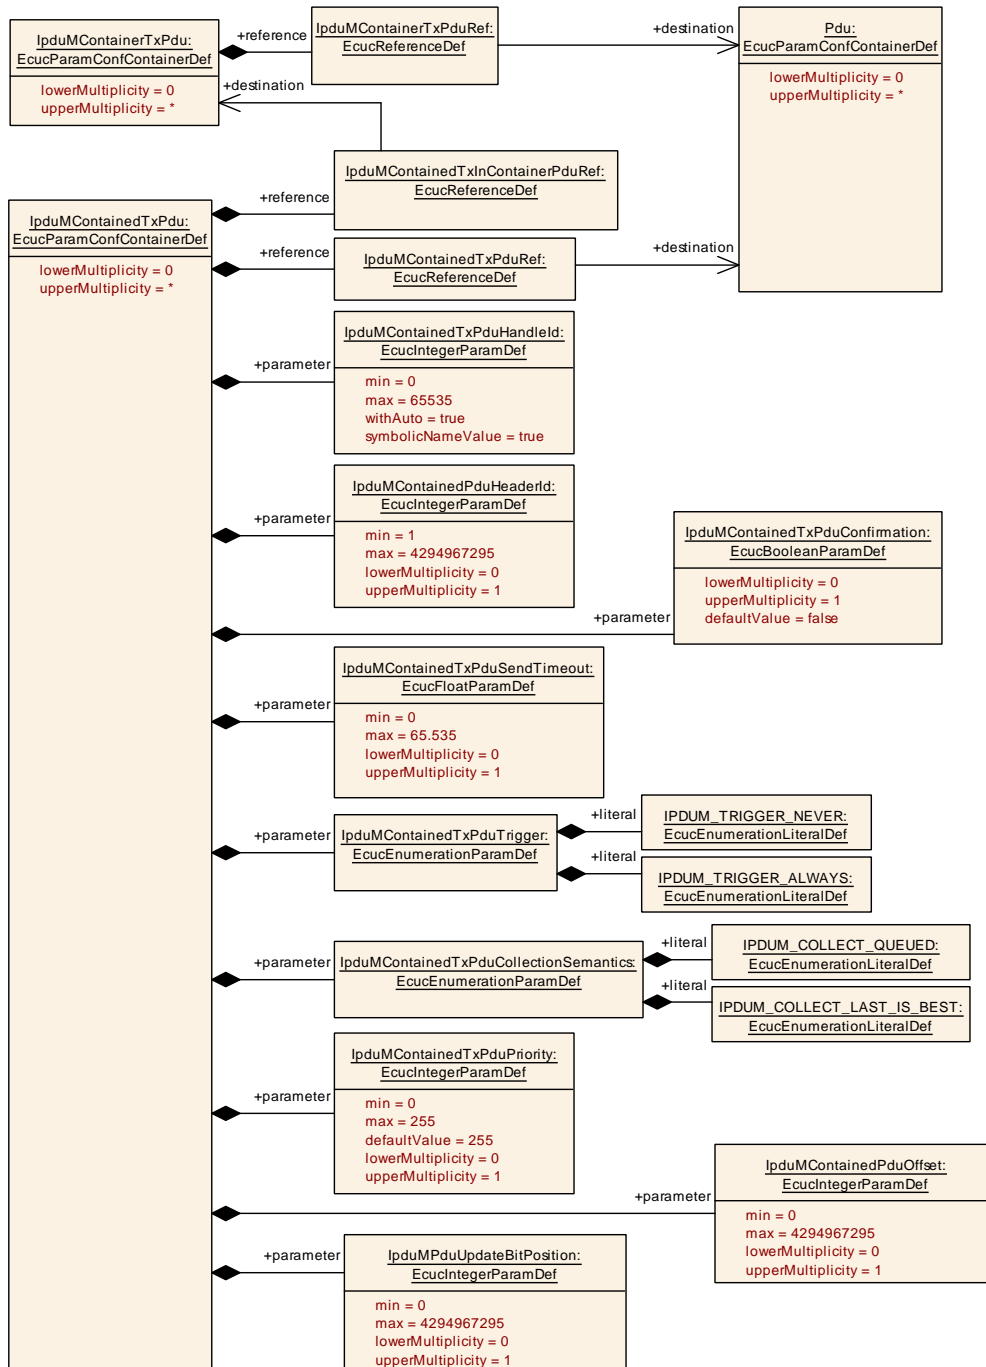 IpduMContainerTxPdu:
EcucParamConfContainerDef
lowerMultiplicity = 0
upperMultiplicity = *
+reference
IpduMContainerTxPduRef:
EcucReferenceDef
+destination
Pdu:
EcucParamConfContainerDef
lowerMultiplicity = 0
upperMultiplicity = *
+destination
IpduMContainedTxInContainerPduRef:
EcucReferenceDef
+reference
IpduMContainedTxPdu:
EcucParamConfContainerDef
lowerMultiplicity = 0
upperMultiplicity = *
+reference
IpduMContainedTxPduRef:
EcucReferenceDef
+destination
+parameter
IpduMContainedTxPduHandleId:
EcucIntegerParamDef
min = 0
max = 65535
withAuto = true
symbolicNameValue = true
+parameter
IpduMContainedPduHeaderId:
EcucIntegerParamDef
min = 1
max = 4294967295
lowerMultiplicity = 0
upperMultiplicity = 1
+parameter
IpduMContainedTxPduConfirmation:
EcucBooleanParamDef
lowerMultiplicity = 0
upperMultiplicity = 1
defaultValue = false
+parameter
IpduMContainedTxPduSendTimeout:
EcucFloatParamDef
min = 0
max = 65.535
lowerMultiplicity = 0
upperMultiplicity = 1
+parameter
IpduMContainedTxPduTrigger:
EcucEnumerationParamDef
+literal
IPDUM_TRIGGER_NEVER:
EcucEnumerationLiteralDef
+literal
IPDUM_TRIGGER_ALWAYS:
EcucEnumerationLiteralDef
+parameter
IpduMContainedTxPduCollectionSemantics:
EcucEnumerationParamDef
+literal
IPDUM_COLLECT_QUEUED:
EcucEnumerationLiteralDef
+literal
IPDUM_COLLECT_LAST_IS_BEST:
EcucEnumerationLiteralDef
+parameter
IpduMContainedTxPduPriority:
EcucIntegerParamDef
min = 0
max = 255
defaultValue = 255
lowerMultiplicity = 0
upperMultiplicity = 1
+parameter
IpduMContainedPduOffset:
EcucIntegerParamDef
min = 0
max = 4294967295
lowerMultiplicity = 0
upperMultiplicity = 1
+parameter
IpduMPduUpdateBitPosition:
EcucIntegerParamDef
min = 0
max = 4294967295
lowerMultiplicity = 0
upperMultiplicity = 1